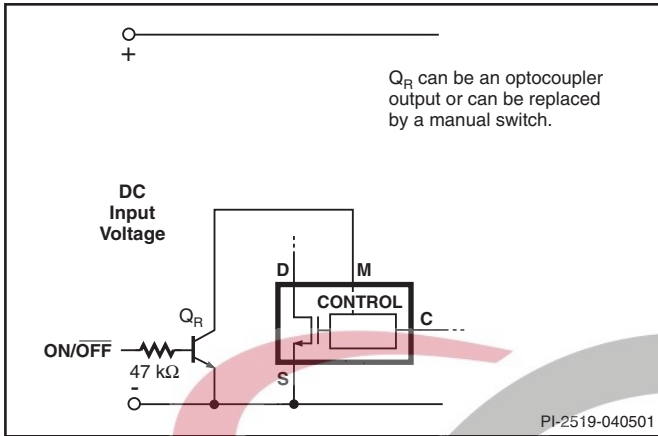 +
Q_R can be an optocoupler
output or can be replaced
by a manual switch.
DC
Input
Voltage
D
M
CONTROL
C
Q_R
ON/O̅F̅F̅
47 kΩ
S
-
PI-2519-040501